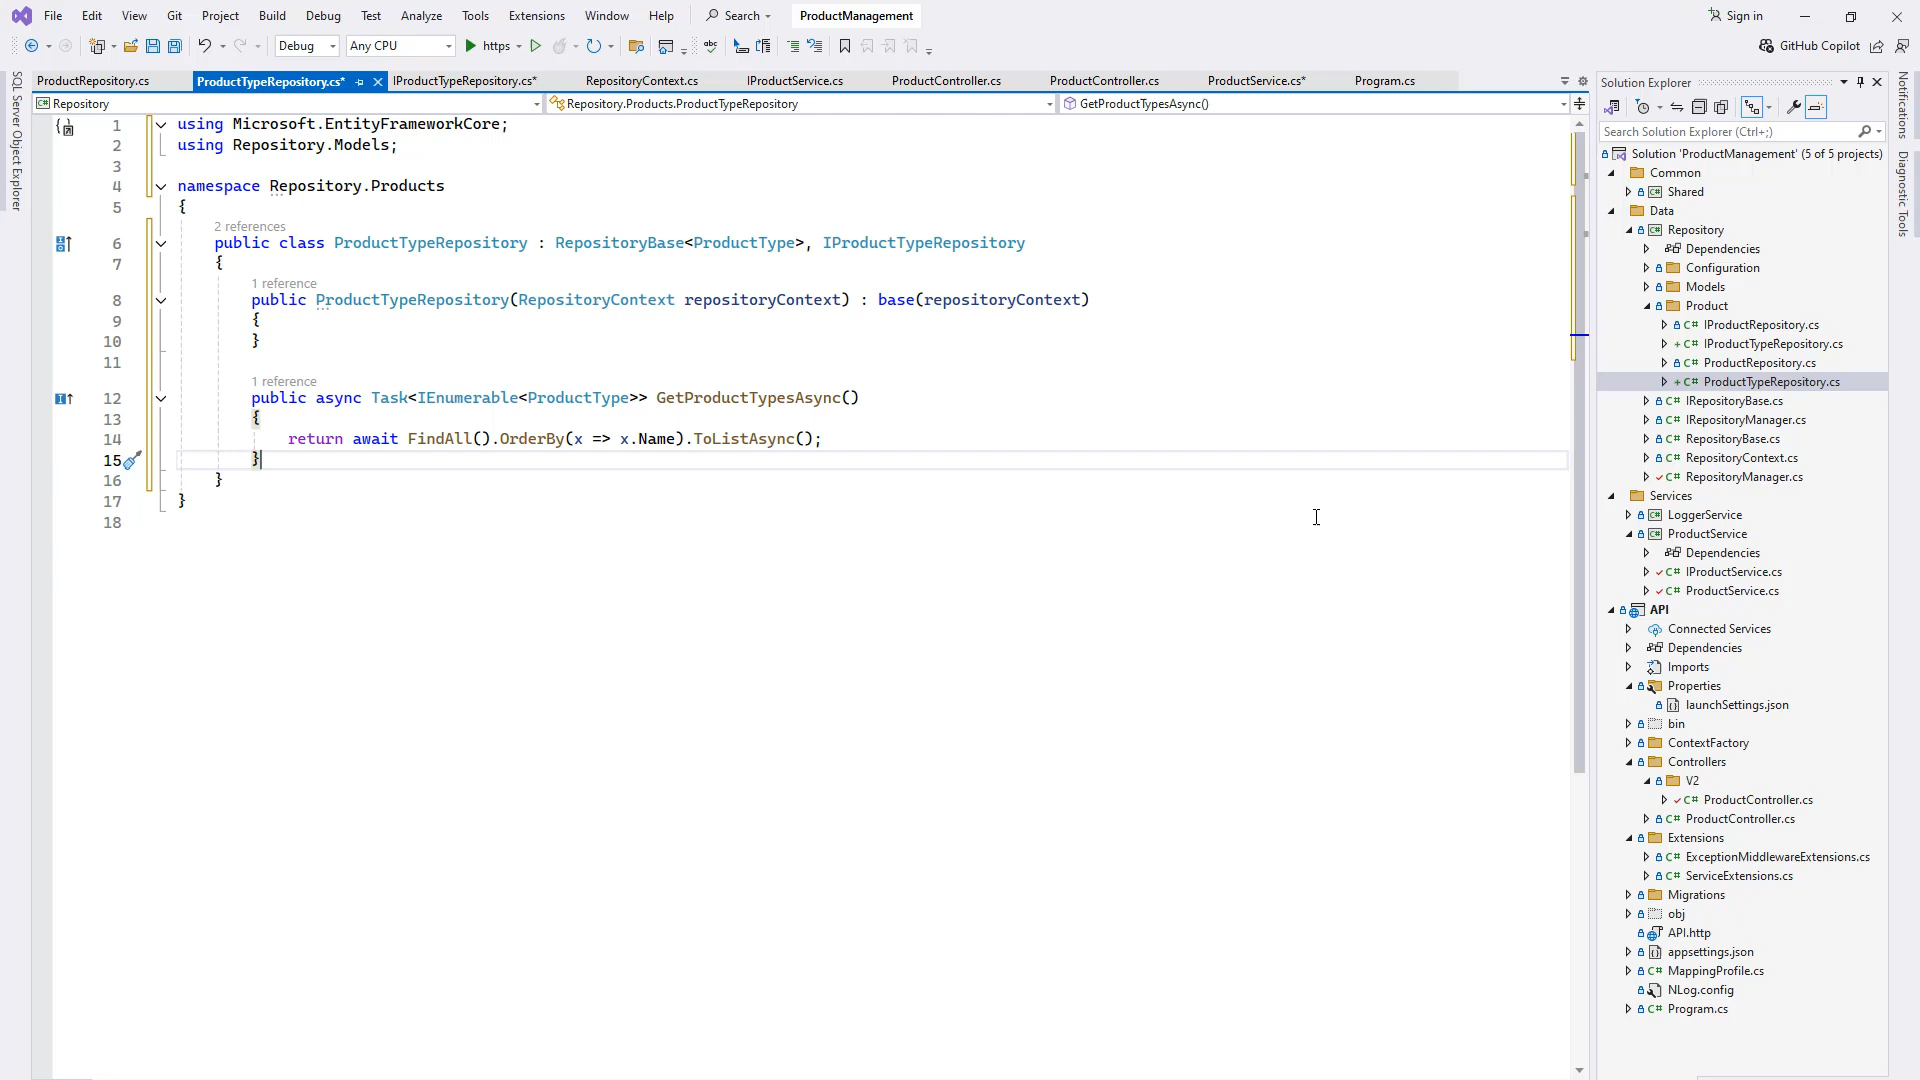 File Edit View Git Project Build Debug Test Analyze Tools Extensions Window Help Search ProductManagement Sign in
Debug Any CPU https GitHub Copilot
ProductRepository.cs ProductTypeRepository.cs* IProductTypeRepository.cs* RepositoryContext.cs IProductService.cs ProductController.cs ProductController.cs ProductService.cs* Program.cs
Repository Repository.Products.ProductTypeRepository GetProductTypesAsync()
SQL Server Object Explorer
1 using Microsoft.EntityFrameworkCore;
2 using Repository.Models;
3
4 namespace Repository.Products
5 {
2 references
6 public class ProductTypeRepository : RepositoryBase<ProductType>, IProductTypeRepository
7 {
1 reference
8 public ProductTypeRepository(RepositoryContext repositoryContext) : base(repositoryContext)
9 {
10 }
11
1 reference
12 public async Task<IEnumerable<ProductType>> GetProductTypesAsync()
13 {
14 return await FindAll().OrderBy(x => x.Name).ToListAsync();
15 }
16 }
17 }
18
Solution Explorer
Search Solution Explorer (Ctrl+;)
Solution 'ProductManagement' (5 of 5 projects)
Common
C# Shared
Data
C# Repository
Dependencies
Configuration
Models
Product
C# IProductRepository.cs
+ C# IProductTypeRepository.cs
C# ProductRepository.cs
+ C# ProductTypeRepository.cs
C# IRepositoryBase.cs
C# IRepositoryManager.cs
C# RepositoryBase.cs
C# RepositoryContext.cs
C# RepositoryManager.cs
Services
C# LoggerService
C# ProductService
Dependencies
C# IProductService.cs
C# ProductService.cs
API
Connected Services
Dependencies
Imports
Properties
launchSettings.json
bin
ContextFactory
Controllers
V2
C# ProductController.cs
C# ProductController.cs
Extensions
C# ExceptionMiddlewareExtensions.cs
C# ServiceExtensions.cs
Migrations
obj
API.http
appsettings.json
C# MappingProfile.cs
NLog.config
C# Program.cs
Notifications
Diagnostic Tools